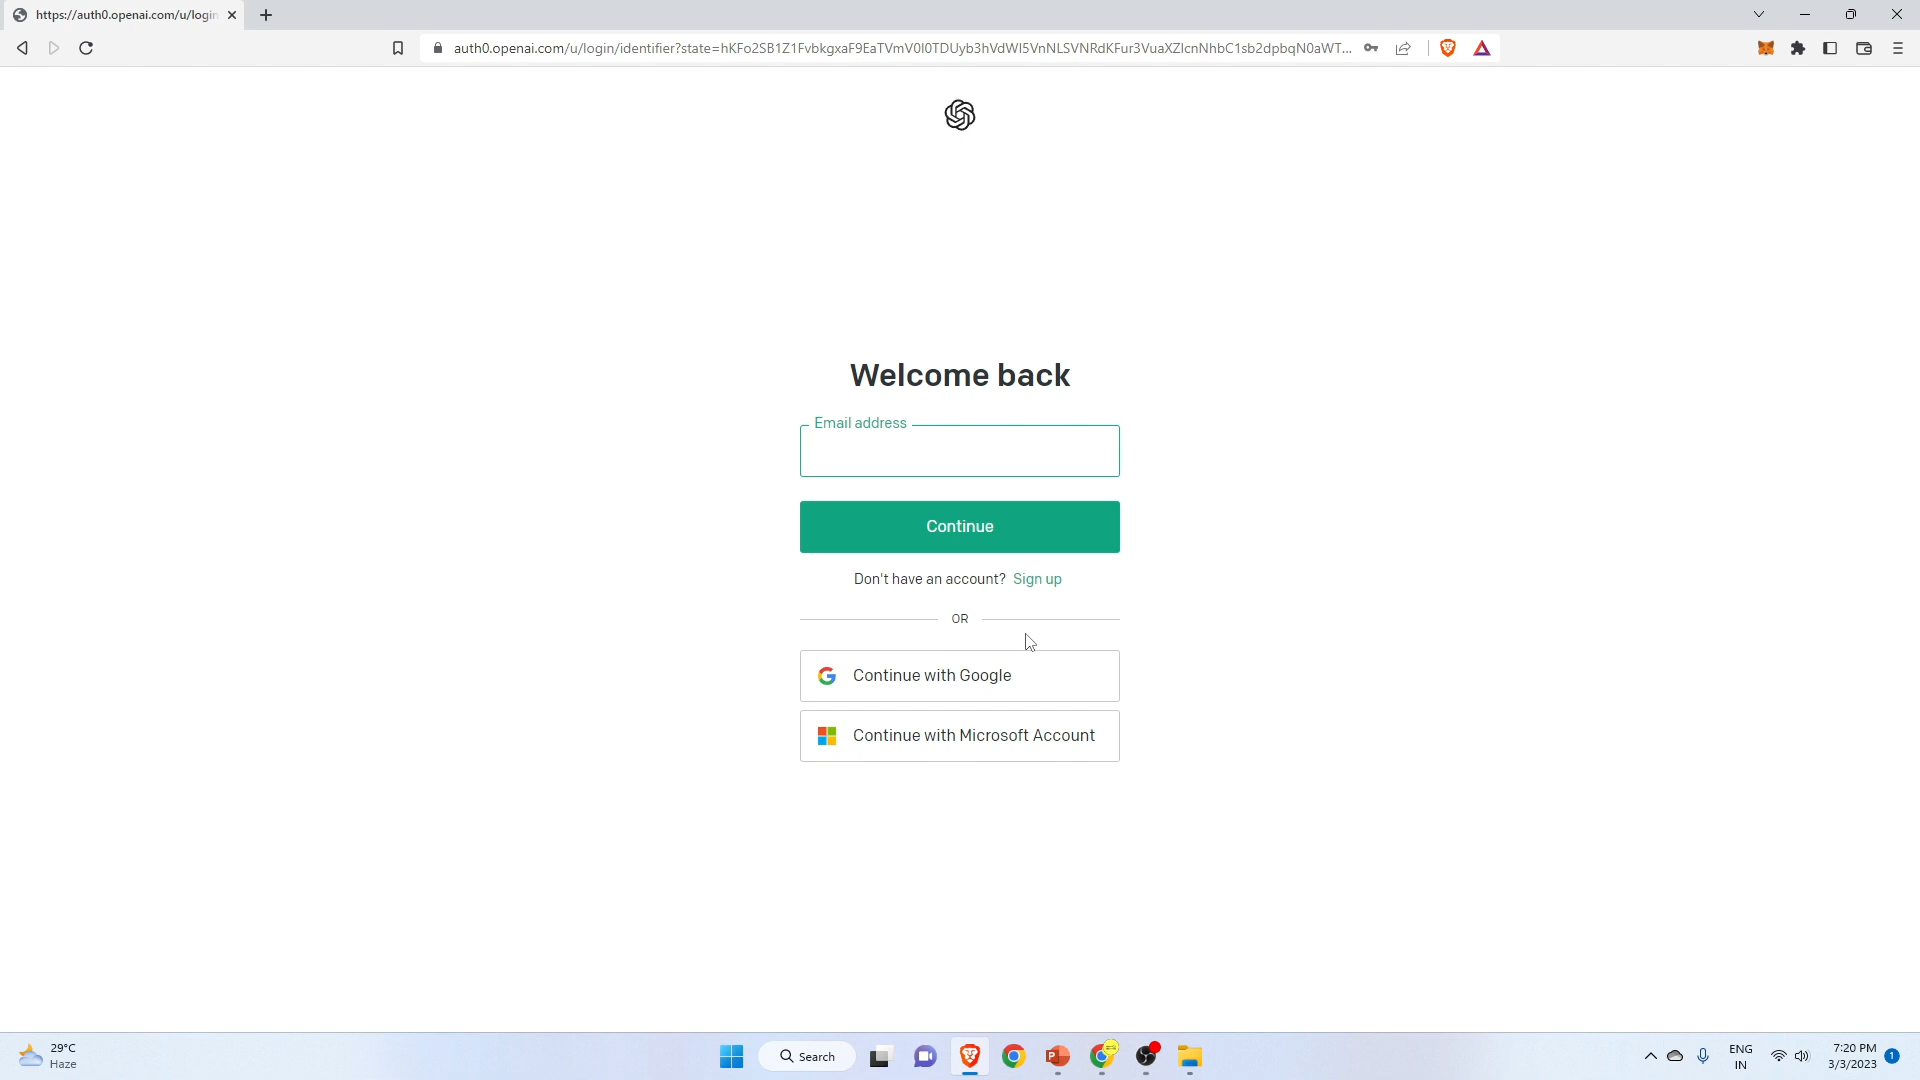 https://auth0.openai.com/u/login
auth0.openai.com/u/login/identifier?state=hKFo2SB1Z1FvbkgxaF9EaTVmV0I0TDUyb3hVdWI5VnNLSVNRdKFur3VuaXZlcnNhbC1sb2dpbqN0aWT...
Welcome back
Email address
Continue
Don't have an account? Sign up
OR
Continue with Google
Continue with Microsoft Account
29°C
Haze
Search
ENG
IN
7:20 PM
3/3/2023
1